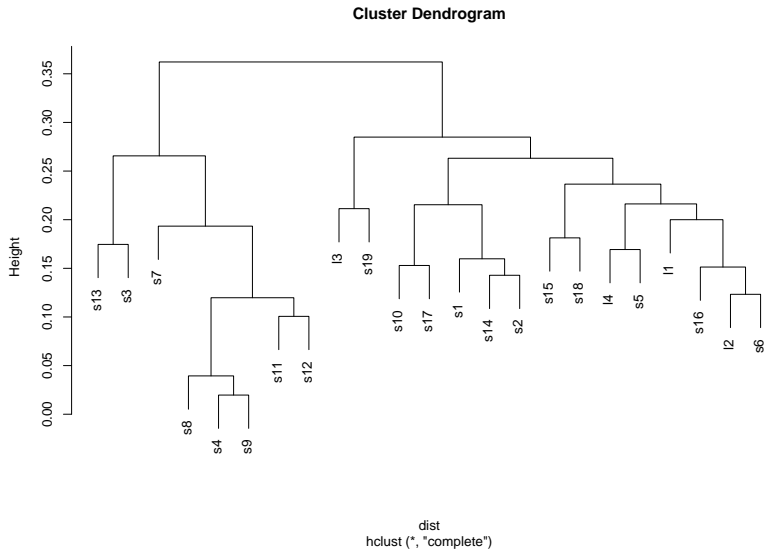 Cluster Dendrogram
Height
0.35
0.30
0.25
0.20
0.15
0.10
0.05
0.00
s13
s3
s7
s8
s4
s9
s11
s12
l3
s19
s10
s17
s1
s14
s2
s15
s18
l4
s5
l1
s16
l2
s6
dist
hclust (*, "complete")